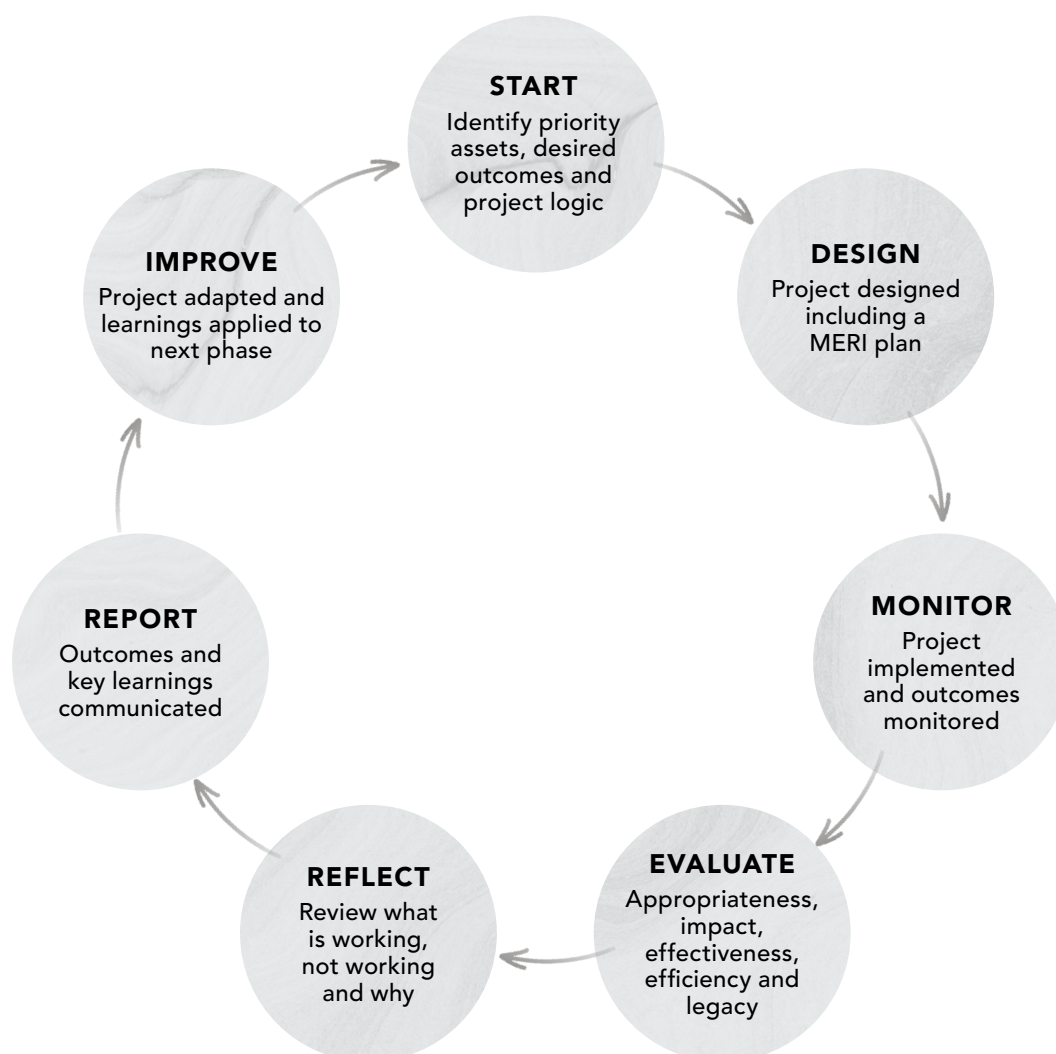 START
Identify priority
assets, desired
outcomes and
project logic
DESIGN
Project designed
including a
MERI plan
MONITOR
Project
implemented
and outcomes
monitored
EVALUATE
Appropriateness,
impact,
effectiveness,
efficiency and
legacy
REFLECT
Review what
is working,
not working
and why
REPORT
Outcomes and
key learnings
communicated
IMPROVE
Project adapted and
learnings applied to
next phase